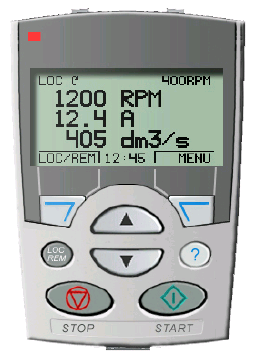 LOC 400RPM
1200 RPM
12.4 A
405 dm3/s
LOC/REM 12:45 MENU
LOC
REM
?
STOP START